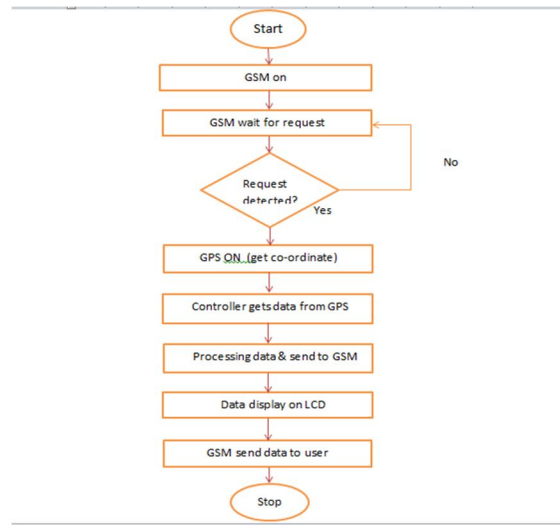 Start
GSM on
GSM wait for request
Request
detected?
No
Yes
GPS ON (get co-ordinate)
Controller gets data from GPS
Processing data & send to GSM
Data display on LCD
GSM send data to user
Stop